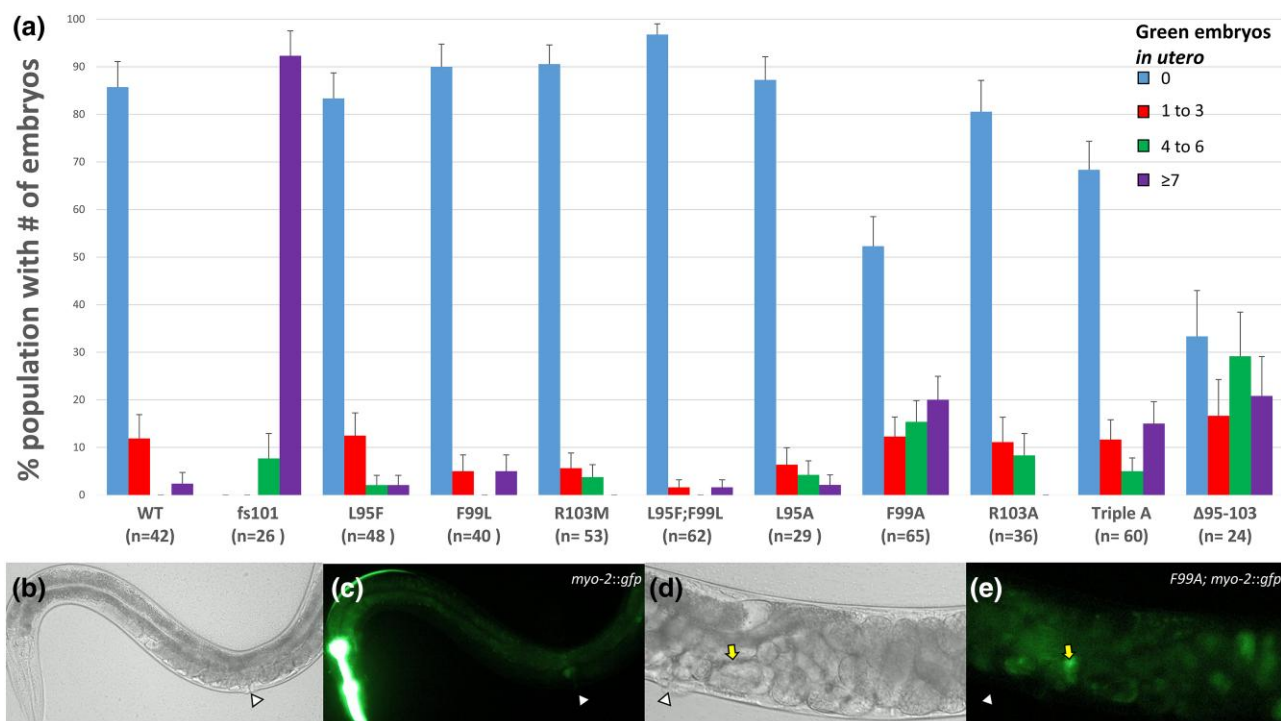 (a)
% population with # of embryos
100
90
80
70
60
50
40
30
20
10
0
Green embryos
in utero
0
1 to 3
4 to 6
≥7
WT fs101 L95F F99L R103M L95F;F99L L95A F99A R103A Triple A Δ95-103
(n=42) (n=26 ) (n=48 ) (n=40 ) (n= 53) (n=62) (n=29 ) (n=65) (n=36) (n= 60) (n= 24)
(b)
(c) myo-2::gfp
(d)
(e) F99A; myo-2::gfp